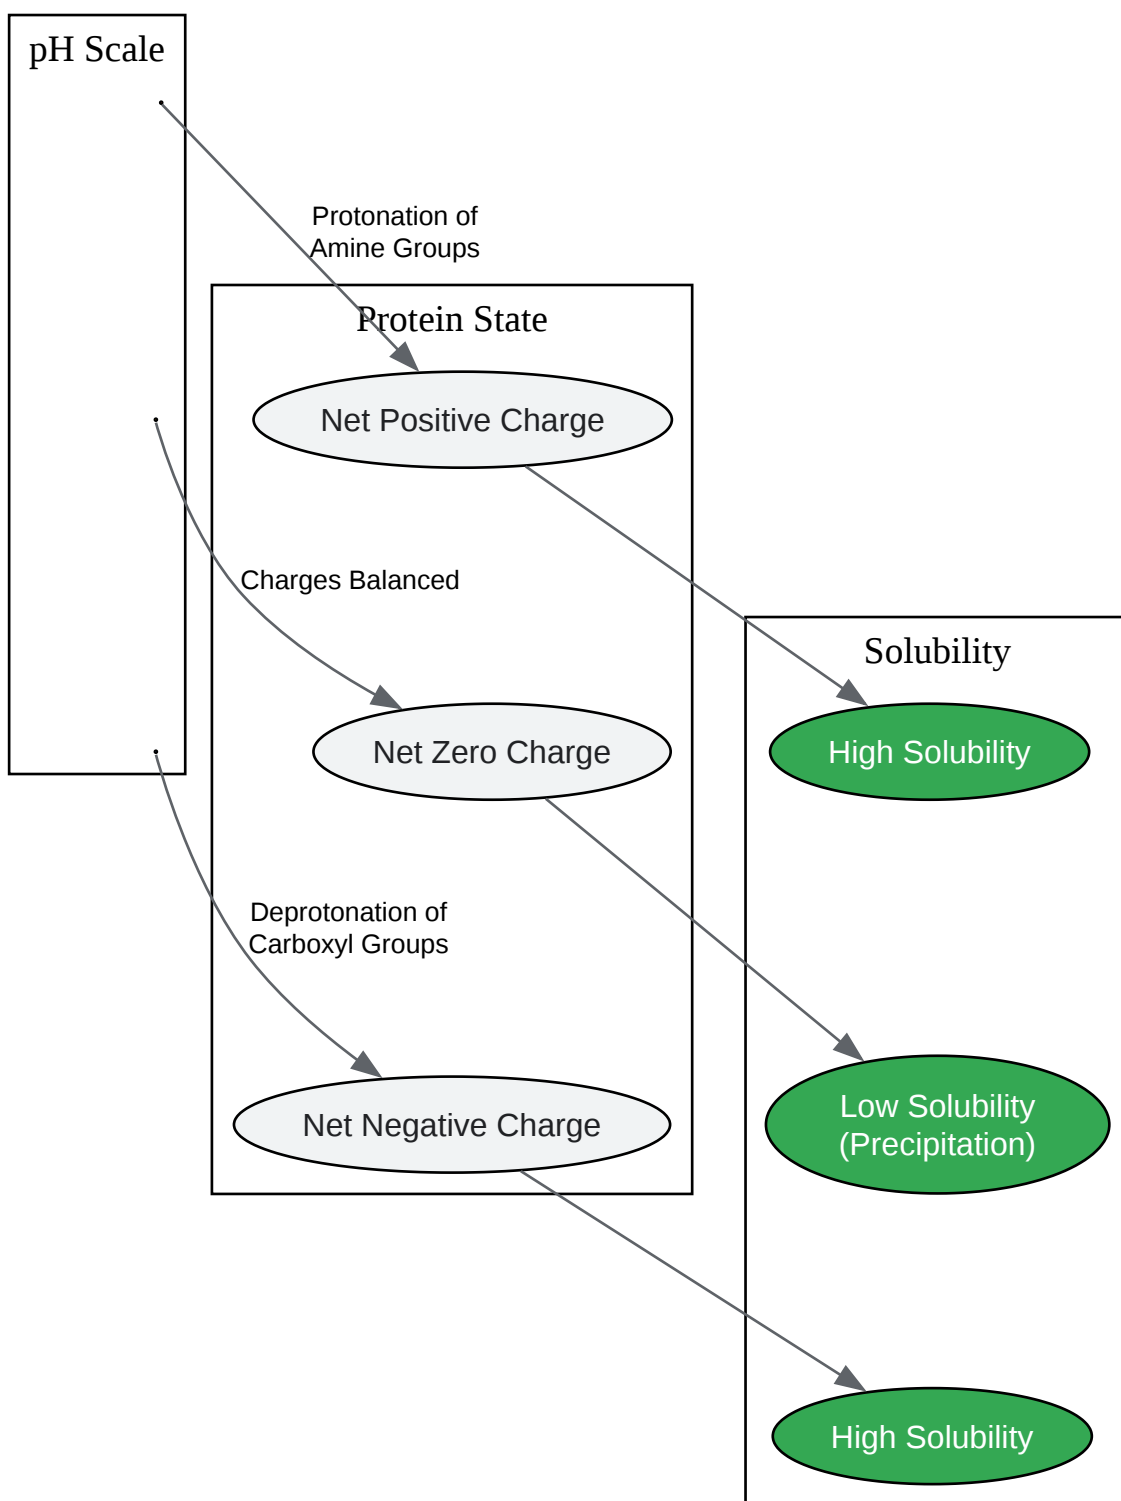 pH Scale
Protonation of
Amine Groups
Protein State
Net Positive Charge
Charges Balanced
Solubility
Net Zero Charge
High Solubility
Deprotonation of
Carboxyl Groups
Net Negative Charge
Low Solubility
(Precipitation)
High Solubility